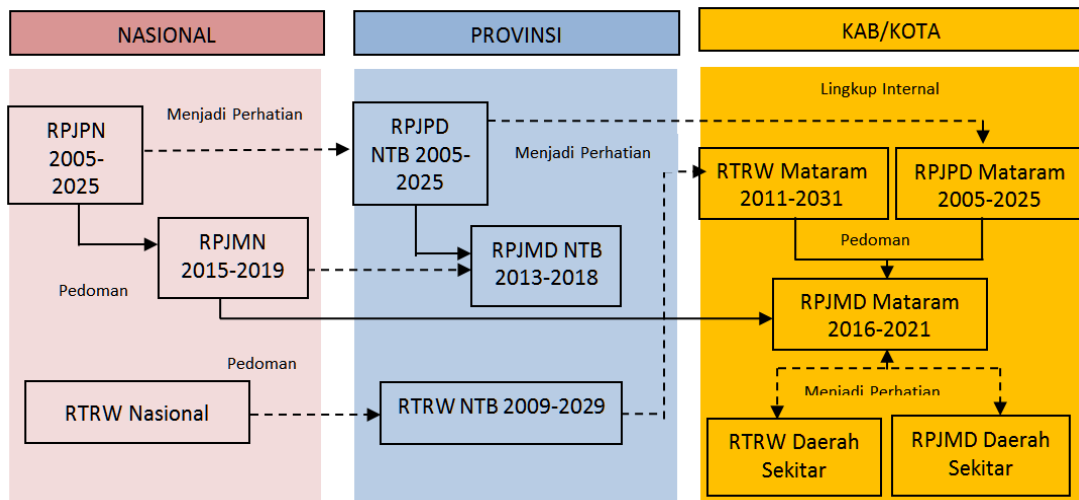 NASIONAL
PROVINSI
KAB/KOTA
Menjadi Perhatian
RPJPN
2005-
2025
RPJMN
2015-2019
Pedoman
Pedoman
RTRW Nasional
RPJPD
NTB 2005-
2025
Menjadi Perhatian
RPJMD NTB
2013-2018
RTRW NTB 2009-2029
Lingkup Internal
RTRW Mataram
2011-2031
RPJPD Mataram
2005-2025
Pedoman
RPJMD Mataram
2016-2021
Menjadi Perhatian
RTRW Daerah
Sekitar
RPJMD Daerah
Sekitar